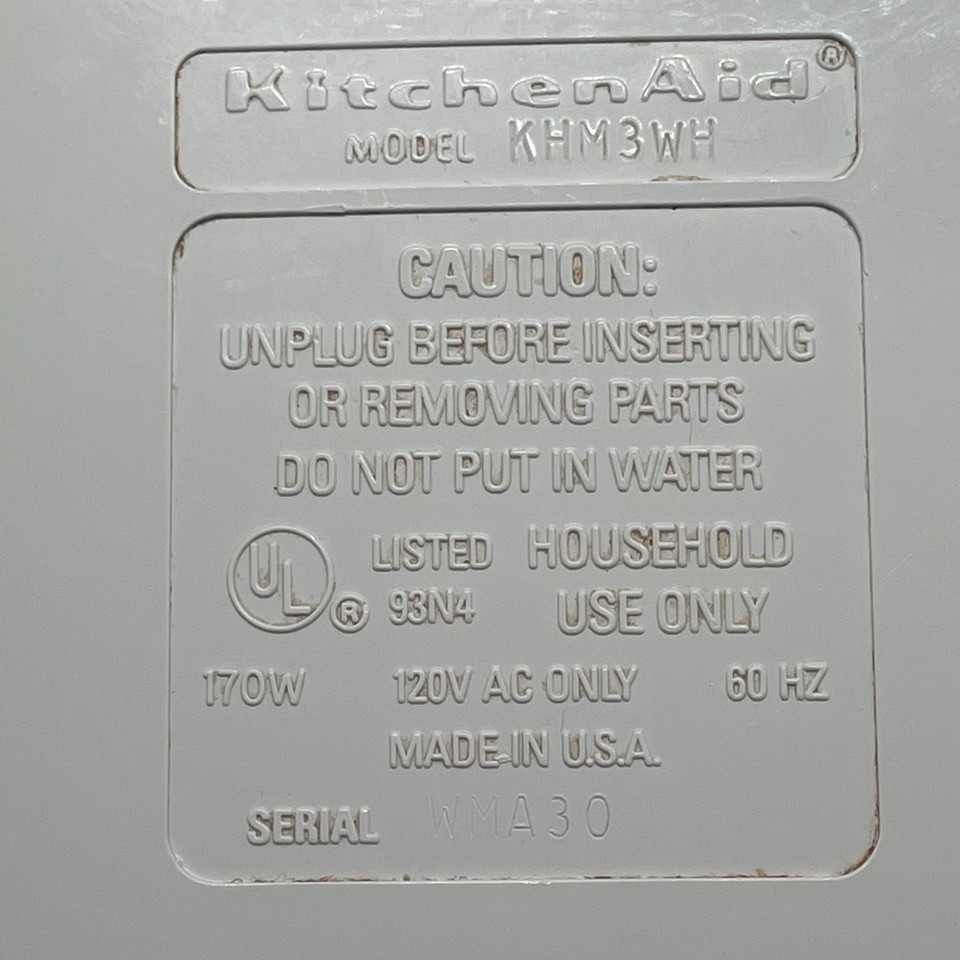 KitchenAid®
MODEL KHM3WH
CAUTION:
UNPLUG BEFORE INSERTING
OR REMOVING PARTS
DO NOT PUT IN WATER
UL® LISTED 93N4
HOUSEHOLD USE ONLY
170W 120V AC ONLY 60 HZ
MADE IN U.S.A.
SERIAL WMA30